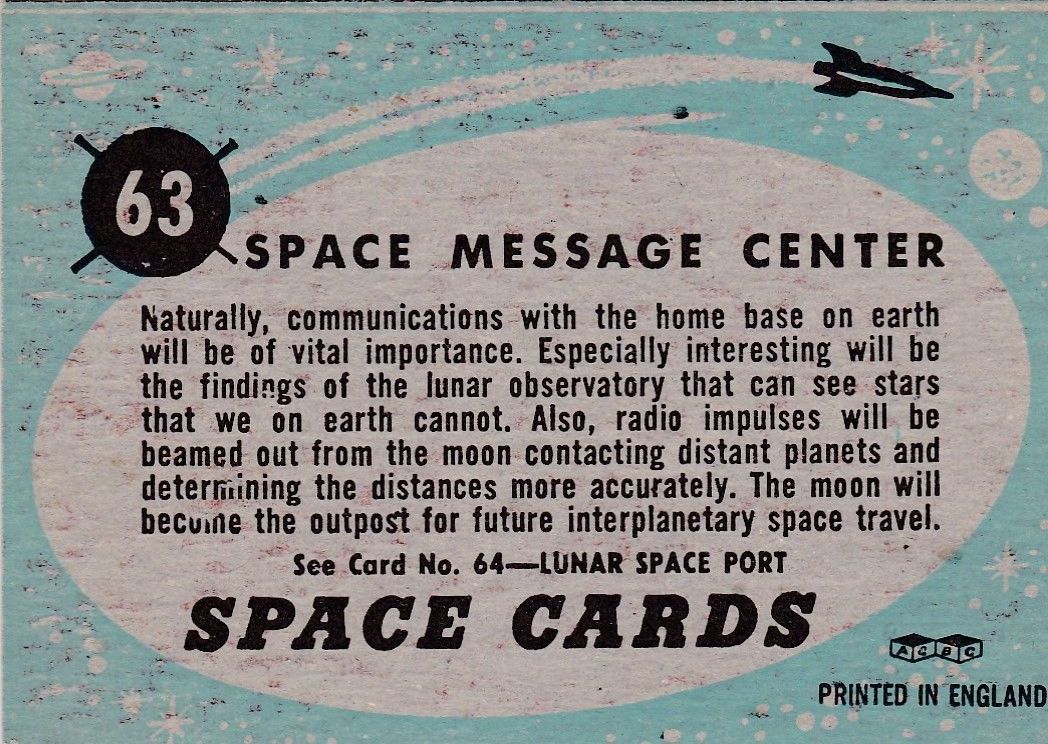 63
SPACE MESSAGE CENTER
Naturally, communications with the home base on earth
will be of vital importance. Especially interesting will be
the findings of the lunar observatory that can see stars
that we on earth cannot. Also, radio impulses will be
beamed out from the moon contacting distant planets and
determining the distances more accurately. The moon will
become the outpost for future interplanetary space travel.
See Card No. 64—LUNAR SPACE PORT
SPACE CARDS
A C B C
PRINTED IN ENGLAND